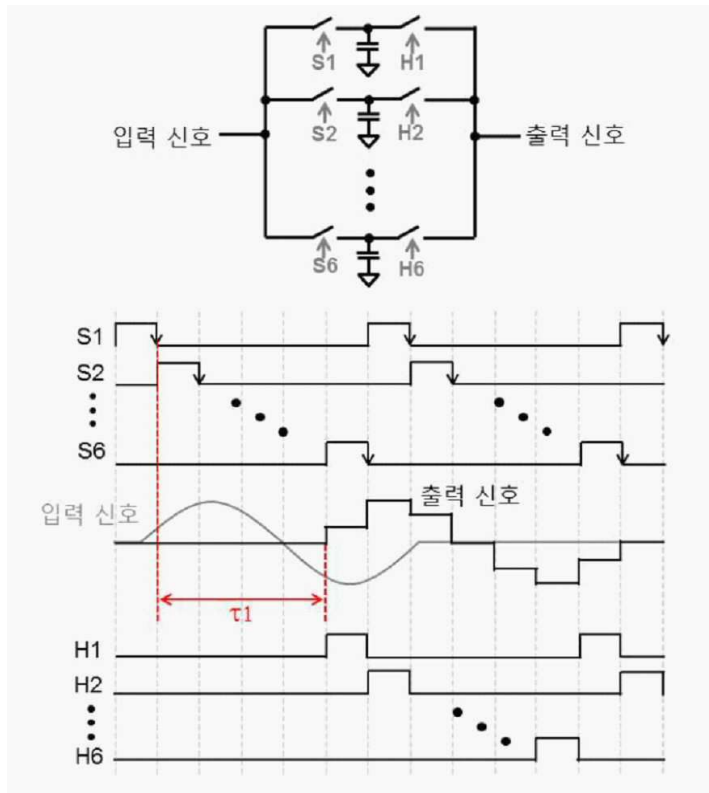 S1 H1
입력 신호 S2 H2 출력 신호
S6 H6
S1
S2
S6
입력 신호
출력 신호
τ1
H1
H2
H6